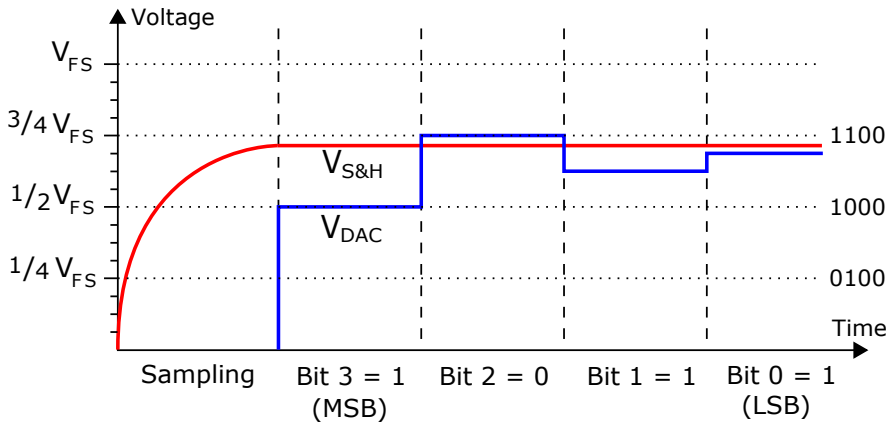 Voltage
VFS
3/4 VFS
1100
VS&H
1/2 VFS
1000
VDAC
1/4 VFS
0100
Time
Sampling
Bit 3 = 1
(MSB)
Bit 2 = 0
Bit 1 = 1
Bit 0 = 1
(LSB)